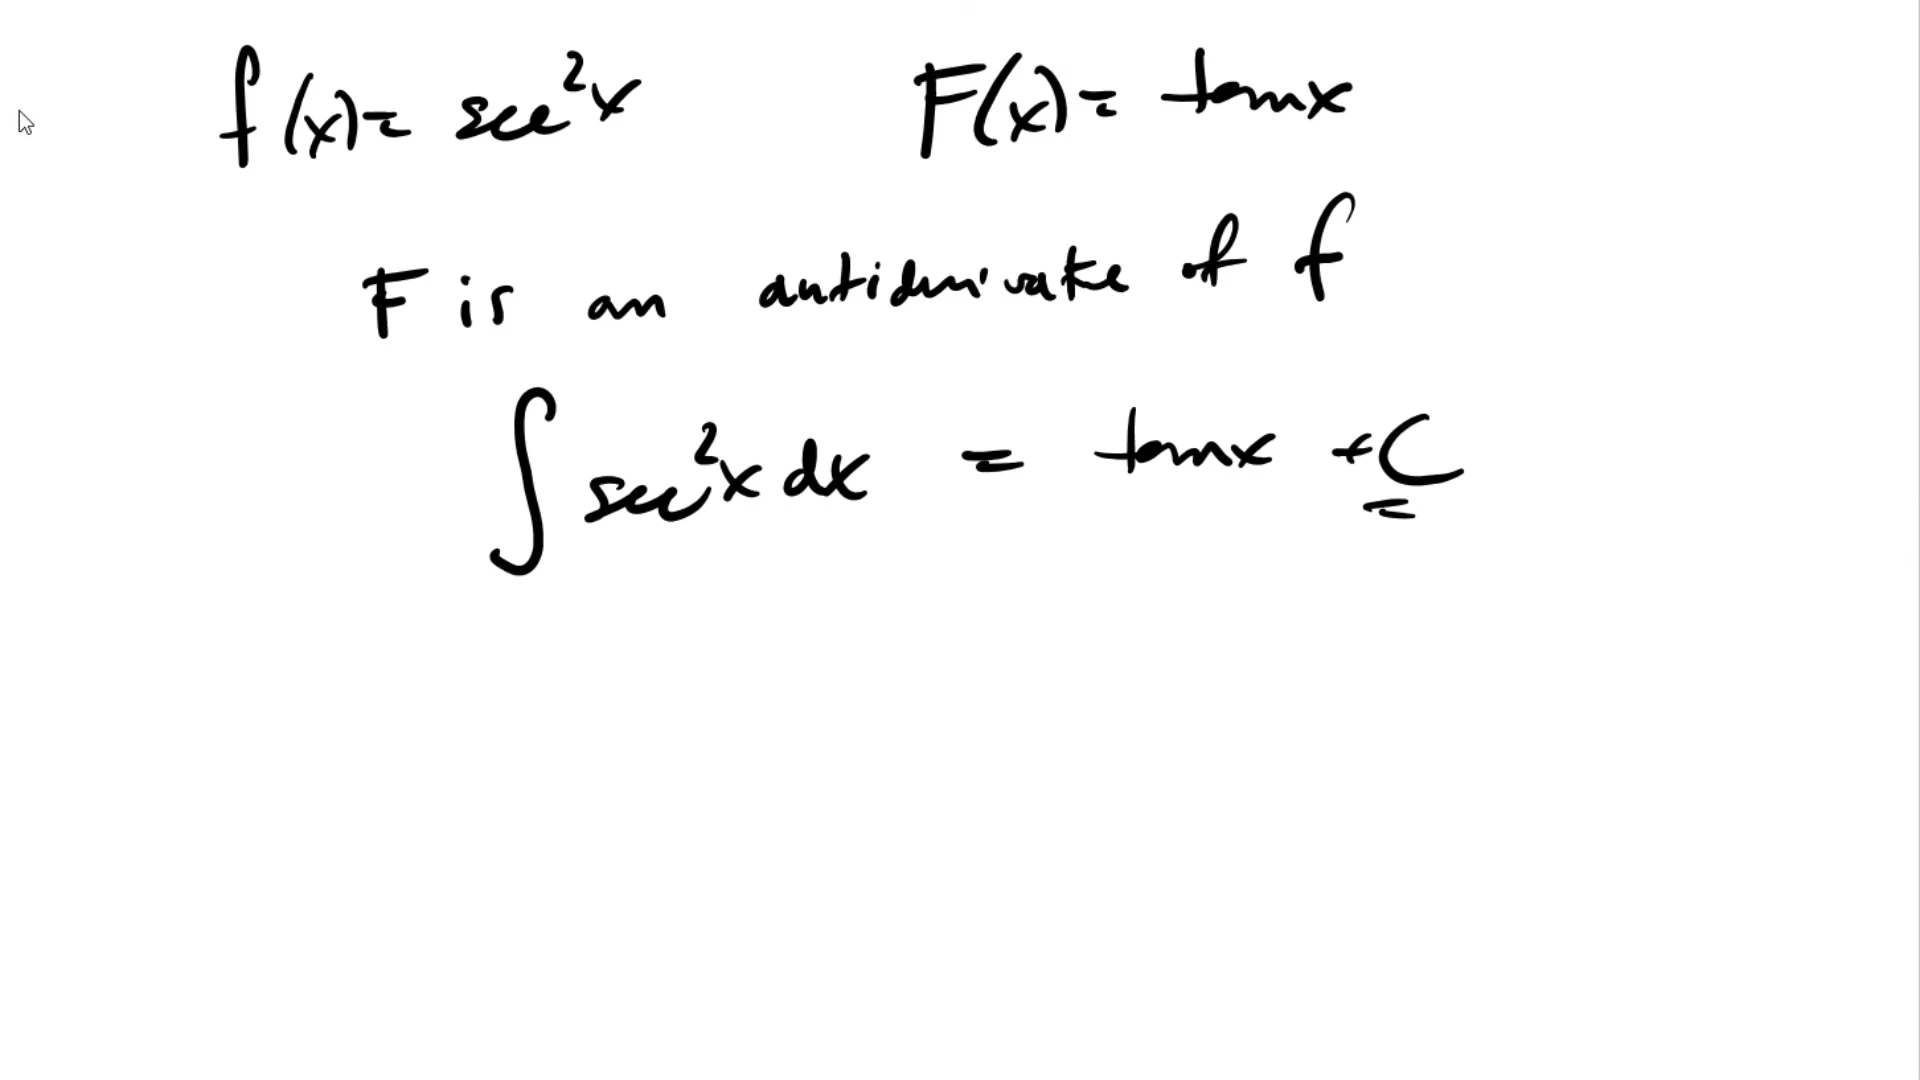 f(x) = sec²x F(x) = tanx
F is an antiderivative of f
∫ sec²x dx = tanx + C